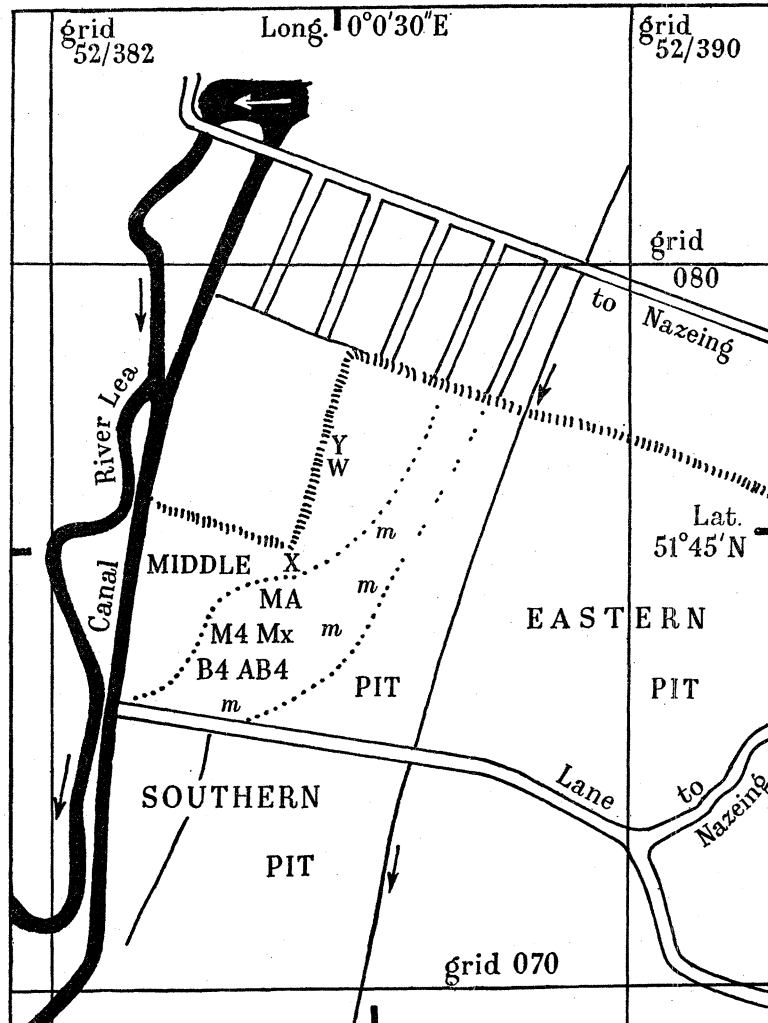 grid
52/382
Long. 0°0'30"E
grid
52/390
grid
080
to Nazeing
River Lea
Y
W
Lat.
51°45'N
m
MIDDLE X
Canal
m
MA
EASTERN
M4 Mx m
B4 AB4
PIT
PIT
m
Lane
to
Nazeing
SOUTHERN
PIT
grid 070